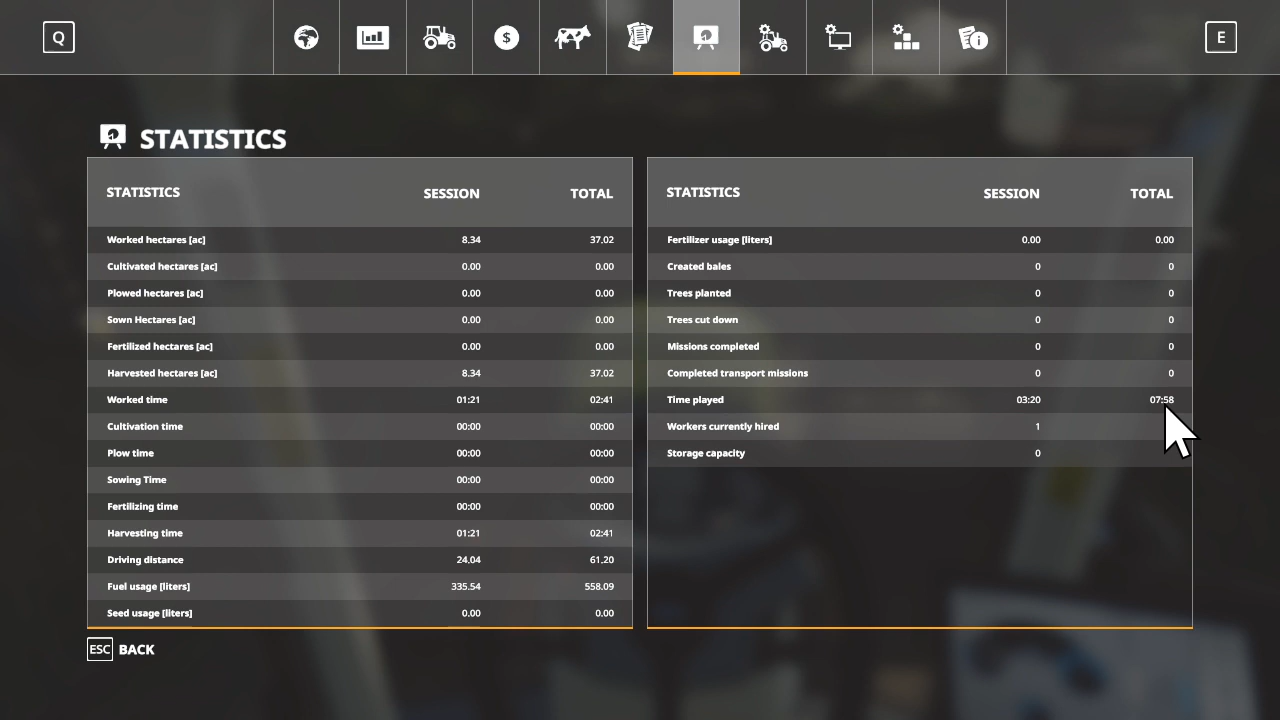 Q
$
E
STATISTICS
STATISTICS SESSION TOTAL
Worked hectares [ac] 8.34 37.02
Cultivated hectares [ac] 0.00 0.00
Plowed hectares [ac] 0.00 0.00
Sown Hectares [ac] 0.00 0.00
Fertilized hectares [ac] 0.00 0.00
Harvested hectares [ac] 8.34 37.02
Worked time 01:21 02:41
Cultivation time 00:00 00:00
Plow time 00:00 00:00
Sowing Time 00:00 00:00
Fertilizing time 00:00 00:00
Harvesting time 01:21 02:41
Driving distance 24.04 61.20
Fuel usage [liters] 335.54 558.09
Seed usage [liters] 0.00 0.00
STATISTICS SESSION TOTAL
Fertilizer usage [liters] 0.00 0.00
Created bales 0 0
Trees planted 0 0
Trees cut down 0 0
Missions completed 0 0
Completed transport missions 0 0
Time played 03:20 07:58
Workers currently hired 1
Storage capacity 0
ESC BACK